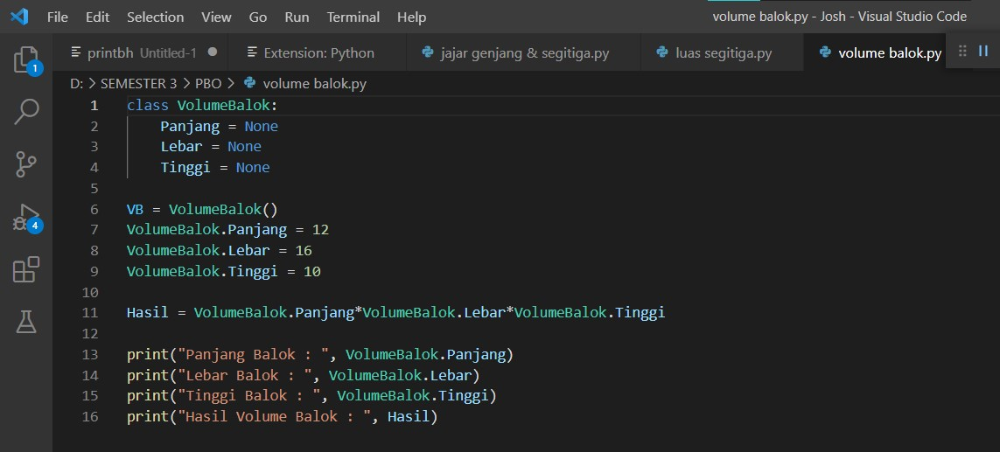 File Edit Selection View Go Run Terminal Help volume balok.py - Josh - Visual Studio Code
printbh Untitled-1 Extension: Python jajar genjang & segitiga.py luas segitiga.py volume balok.py
D: > SEMESTER 3 > PBO > volume balok.py
1
4
1 class VolumeBalok:
2 Panjang = None
3 Lebar = None
4 Tinggi = None
5
6 VB = VolumeBalok()
7 VolumeBalok.Panjang = 12
8 VolumeBalok.Lebar = 16
9 VolumeBalok.Tinggi = 10
10
11 Hasil = VolumeBalok.Panjang*VolumeBalok.Lebar*VolumeBalok.Tinggi
12
13 print("Panjang Balok : ", VolumeBalok.Panjang)
14 print("Lebar Balok : ", VolumeBalok.Lebar)
15 print("Tinggi Balok : ", VolumeBalok.Tinggi)
16 print("Hasil Volume Balok : ", Hasil)